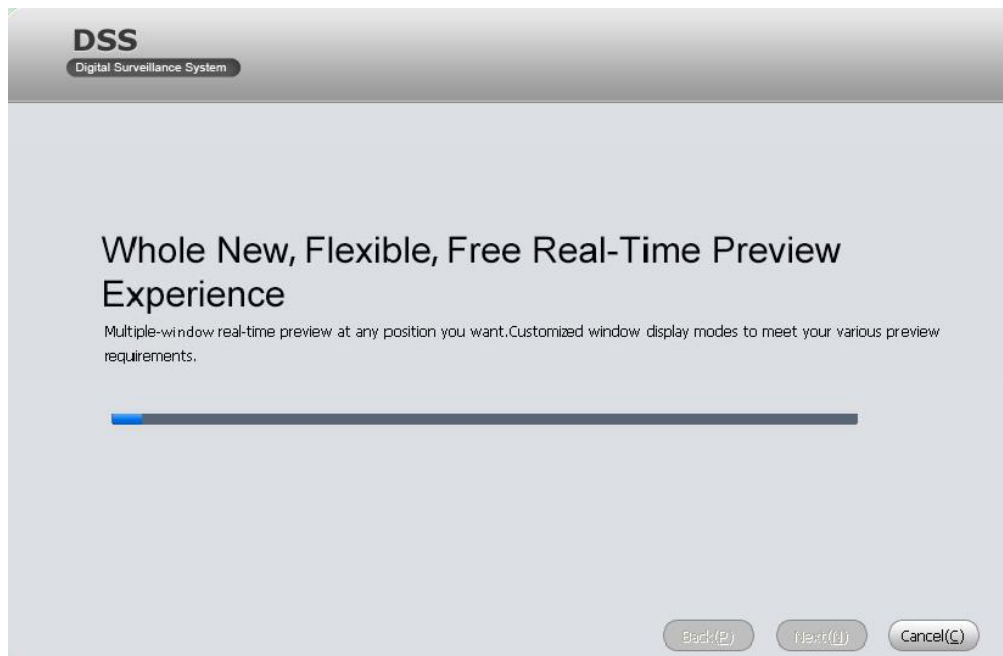 DSS
Digital Surveillance System
Whole New, Flexible, Free Real-Time Preview
Experience
Multiple-window real-time preview at any position you want.Customized window display modes to meet your various preview
requirements.
Back(P) Next(N) Cancel(C)